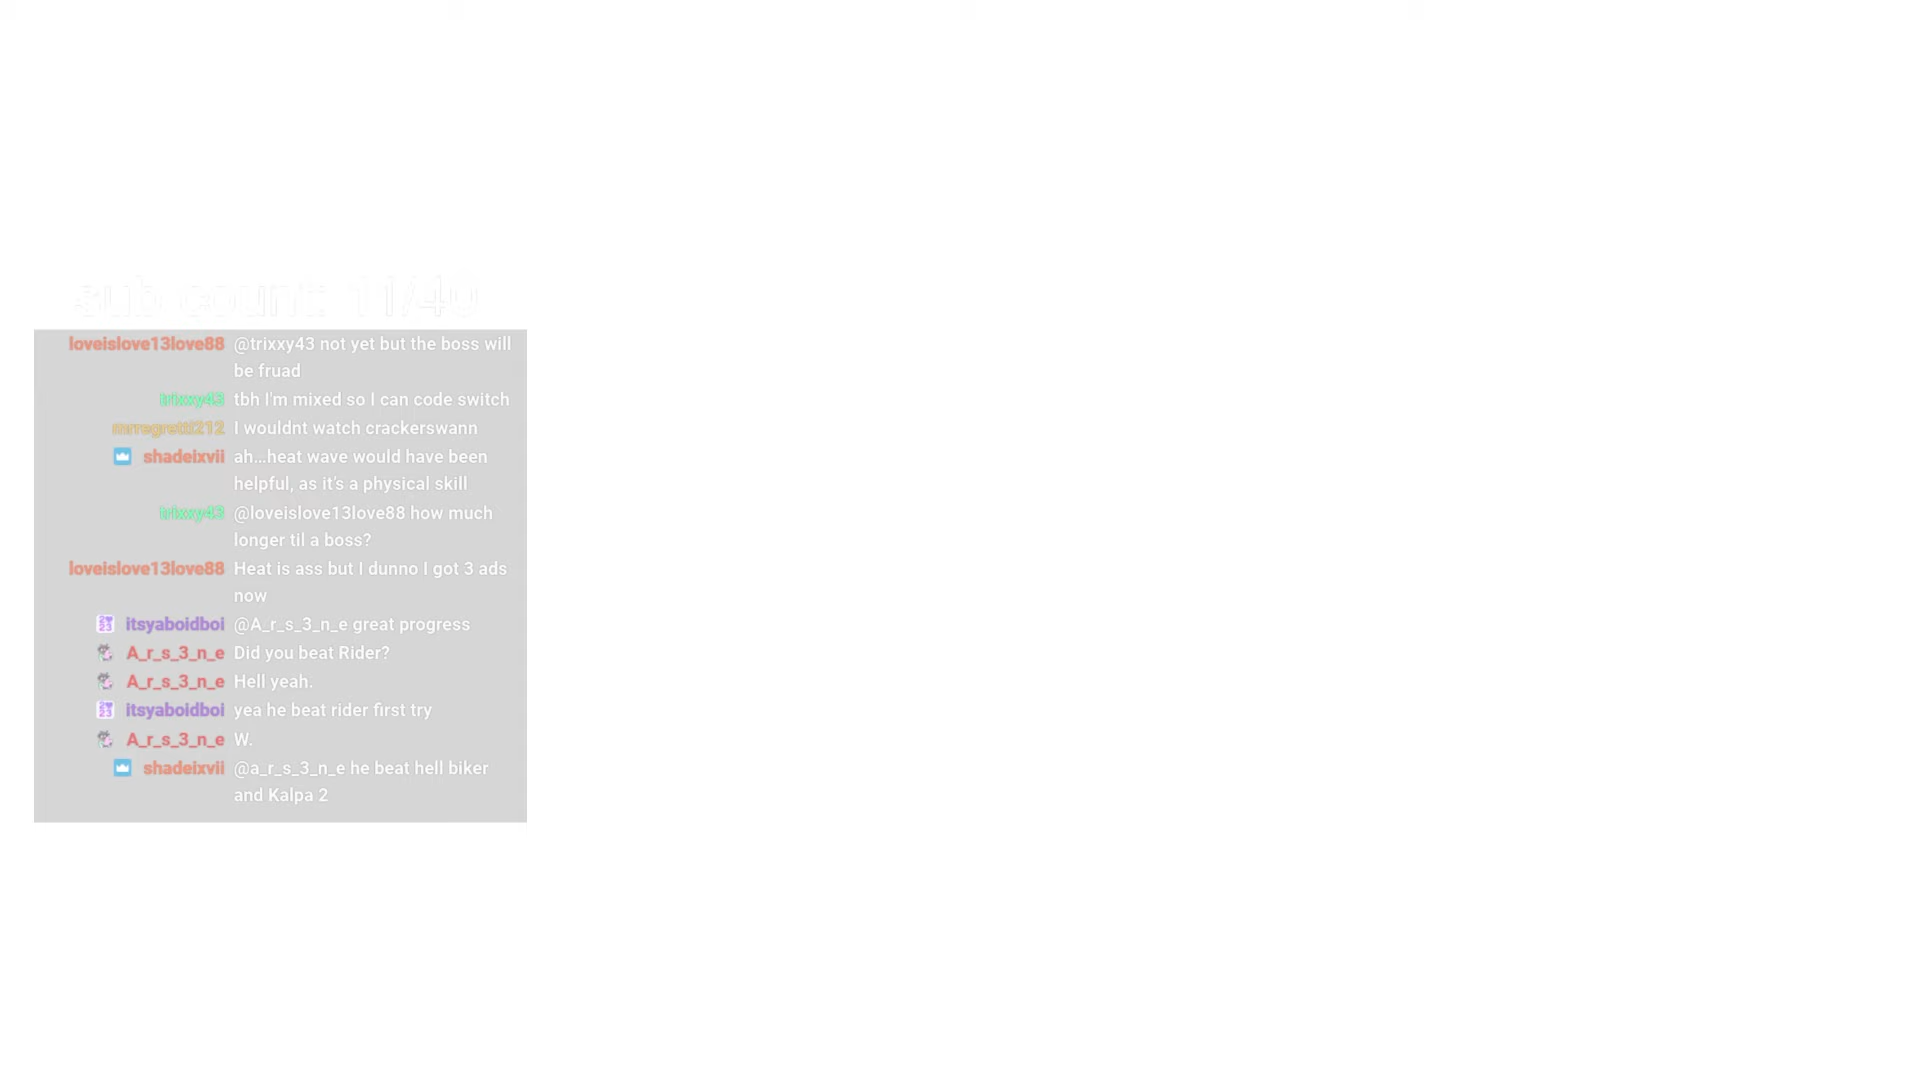 sub count: 11/40
loveislove13love88 @trixxy43 not yet but the boss will
be fruad
trixxy43 tbh I'm mixed so I can code switch
mrregretti212 I wouldnt watch crackerswann
shadeixvii ah...heat wave would have been
helpful, as it's a physical skill
trixxy43 @loveislove13love88 how much
longer til a boss?
loveislove13love88 Heat is ass but I dunno I got 3 ads
now
itsyaboidboi @A_r_s_3_n_e great progress
A_r_s_3_n_e Did you beat Rider?
A_r_s_3_n_e Hell yeah.
itsyaboidboi yea he beat rider first try
A_r_s_3_n_e W.
shadeixvii @a_r_s_3_n_e he beat hell biker
and Kalpa 2